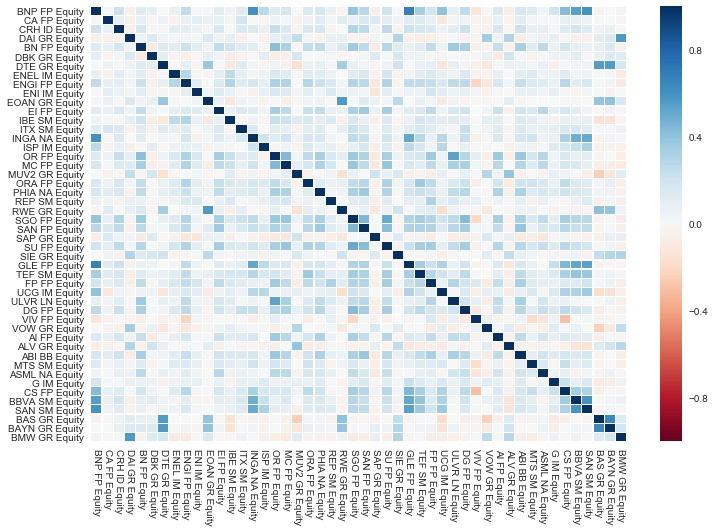 BNP FP Equity
CA FP Equity
CRH ID Equity
DAI GR Equity
BN FP Equity
DBK GR Equity
DTE GR Equity
ENEL IM Equity
ENGI FP Equity
ENI IM Equity
EOAN GR Equity
EI FP Equity
IBE SM Equity
ITX SM Equity
INGA NA Equity
ISP IM Equity
OR FP Equity
MC FP Equity
MUV2 GR Equity
ORA FP Equity
PHIA NA Equity
REP SM Equity
RWE GR Equity
SGO FP Equity
SAN FP Equity
SAP GR Equity
SU FP Equity
SIE GR Equity
GLE FP Equity
TEF SM Equity
FP FP Equity
UCG IM Equity
ULVR LN Equity
DG FP Equity
VIV FP Equity
VOW GR Equity
AI FP Equity
ALV GR Equity
ABI BB Equity
MTS SM Equity
ASML NA Equity
G IM Equity
CS FP Equity
BBVA SM Equity
SAN SM Equity
BAS GR Equity
BAYN GR Equity
BMW GR Equity
BNP FP Equity
CA FP Equity
CRH ID Equity
DAI GR Equity
BN FP Equity
DBK GR Equity
DTE GR Equity
ENEL IM Equity
ENGI FP Equity
ENI IM Equity
EOAN GR Equity
EI FP Equity
IBE SM Equity
ITX SM Equity
INGA NA Equity
ISP IM Equity
OR FP Equity
MC FP Equity
MUV2 GR Equity
ORA FP Equity
PHIA NA Equity
REP SM Equity
RWE GR Equity
SGO FP Equity
SAN FP Equity
SAP GR Equity
SU FP Equity
SIE GR Equity
GLE FP Equity
TEF SM Equity
FP FP Equity
UCG IM Equity
ULVR LN Equity
DG FP Equity
VIV FP Equity
VOW GR Equity
AI FP Equity
ALV GR Equity
ABI BB Equity
MTS SM Equity
ASML NA Equity
G IM Equity
CS FP Equity
BBVA SM Equity
SAN SM Equity
BAS GR Equity
BAYN GR Equity
BMW GR Equity
0.8
0.4
0.0
−0.4
−0.8